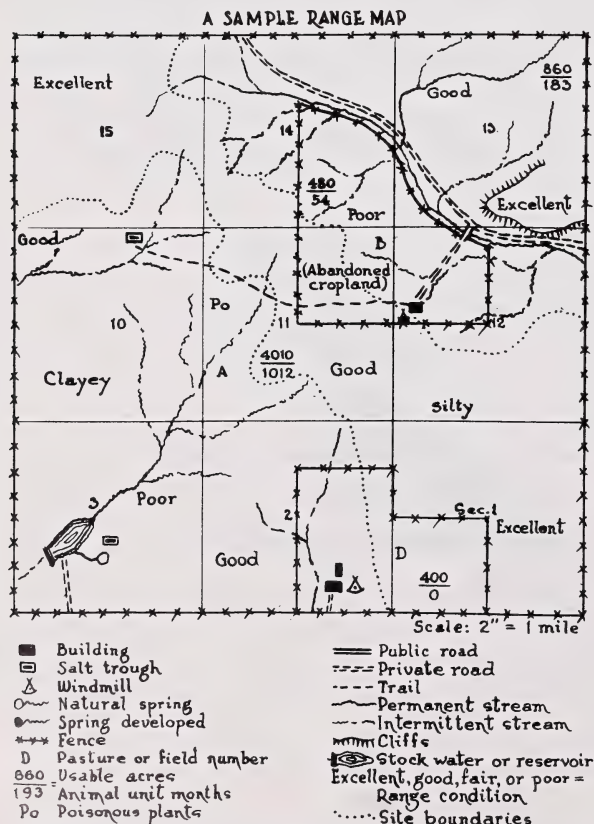 A SAMPLE RANGE MAP
Excellent
860
183
Good
15
14
13
480
54
Excellent
Poor
Good
B
(Abandoned
cropland)
Po
10
11
12
4010
1012
A
Good
Clayey
Silty
3
Poor
2
Sec.1
Excellent
Good
D
400
0
Scale: 2" = 1 mile
Building
Salt trough
Windmill
Natural spring
Spring developed
Fence
D Pasture or field number
860 = Usable acres
193 Animal unit months
Po Poisonous plants
Public road
Private road
Trail
Permanent stream
Intermittent stream
Cliffs
Stock water or reservoir
Excellent, good, fair, or poor =
Range condition
Site boundaries